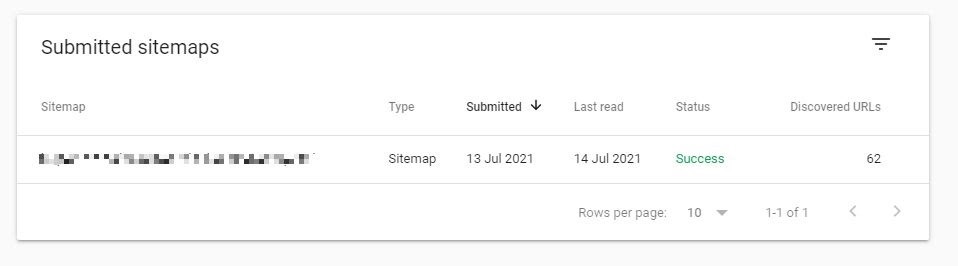 Submitted sitemaps
Sitemap Type Submitted Last read Status Discovered URLs
Sitemap 13 Jul 2021 14 Jul 2021 Success 62
Rows per page: 10 1-1 of 1